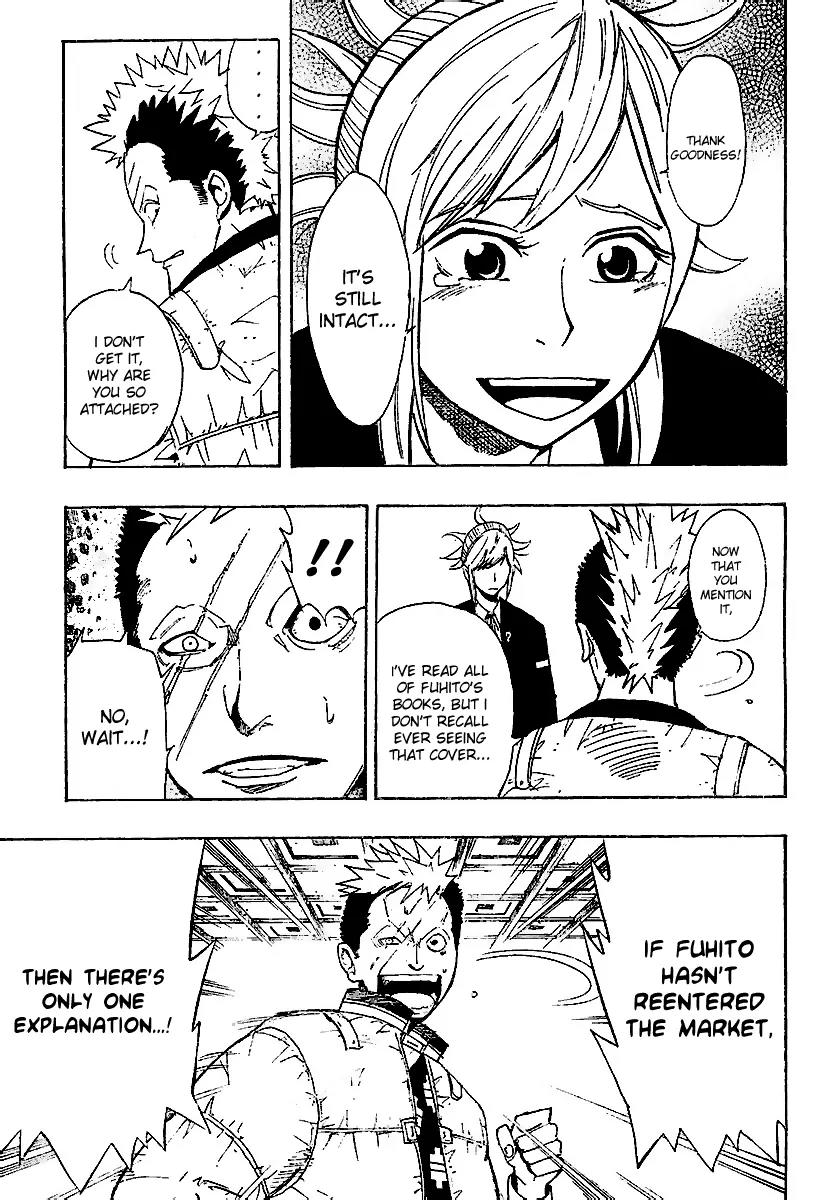 THANK
GOODNESS!
IT'S
STILL
INTACT...
......
I DON'T
GET IT,
WHY ARE
YOU SO
ATTACHED?
NOW
THAT
YOU
MENTION
IT,
I'VE READ ALL
OF FUHITO'S
BOOKS, BUT I
DON'T RECALL
EVER SEEING
THAT COVER...
!!
NO,
WAIT...!
IF FUHITO
HASN'T
REENTERED
THE MARKET,
THEN THERE'S
ONLY ONE
EXPLANATION...!